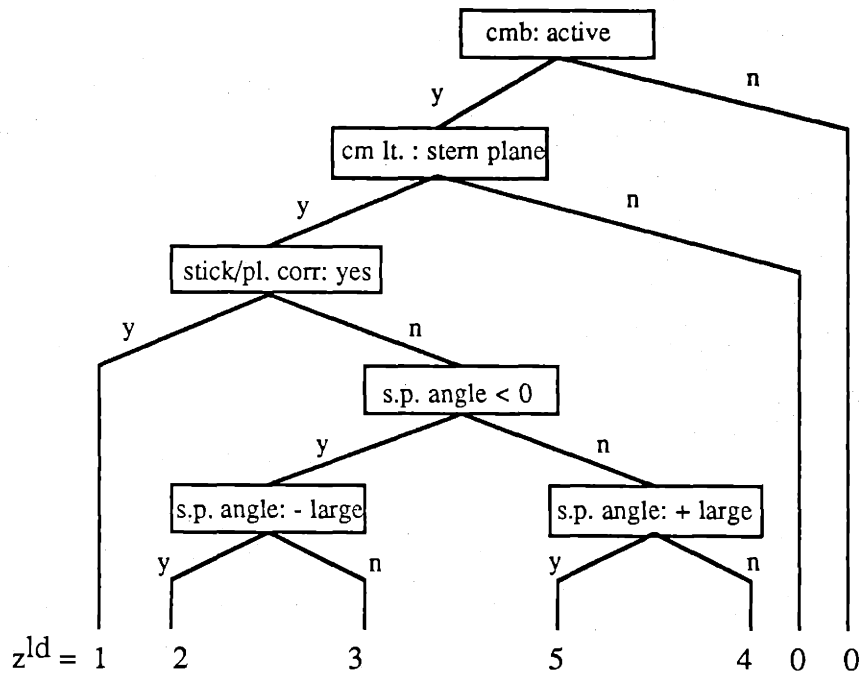 cmb: active
y n
cm lt. : stern plane
y n
stick/pl. corr: yes
y n
s.p. angle < 0
y n
s.p. angle: - large s.p. angle: + large
y n y n
z^ld = 1 2 3 5 4 0 0